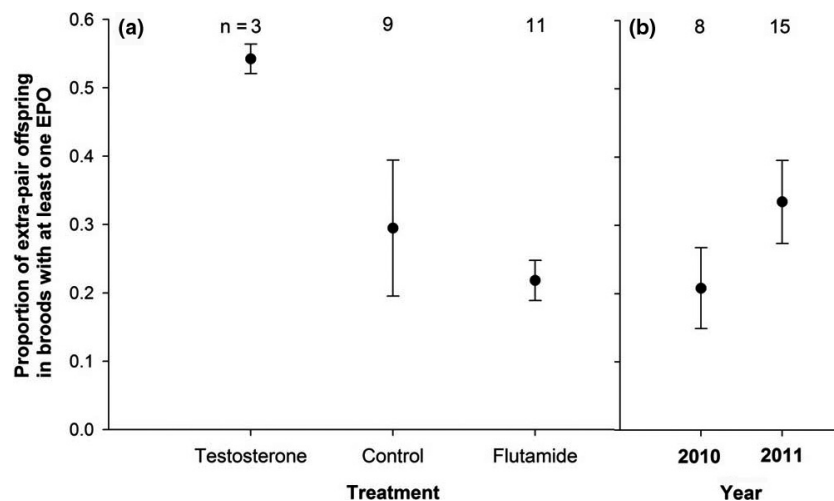 Proportion of extra-pair offspring
in broods with at least one EPO
0.6
0.5
0.4
0.3
0.2
0.1
0.0
(a)
n = 3
9
11
Testosterone
Control
Flutamide
Treatment
(b)
8
15
2010
2011
Year